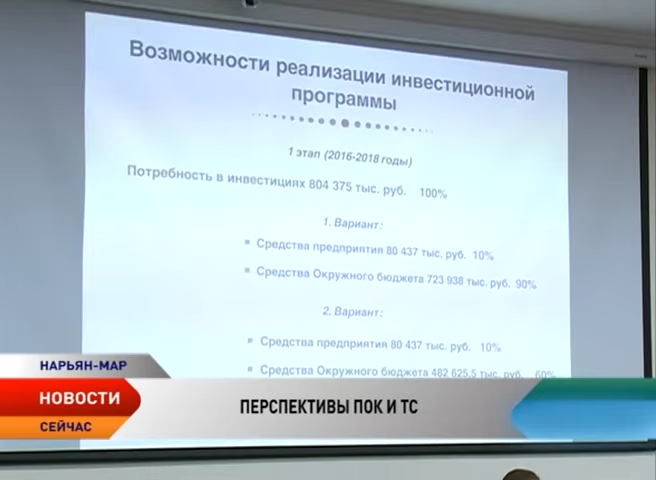 Возможности реализации инвестиционной
программы
1 этап (2016-2018 годы)
Потребность в инвестициях 804 375 тыс. руб. 100%
1. Вариант:
Средства предприятия 80 437 тыс. руб. 10%
Средства Окружного бюджета 723 938 тыс. руб. 90%
2. Вариант:
Средства предприятия 80 437 тыс. руб. 10%
Средства Окружного бюджета 482 625,5 тыс. руб. 60%
НАРЬЯН-МАР
НОВОСТИ
СЕЙЧАС
ПЕРСПЕКТИВЫ ПОК И ТС